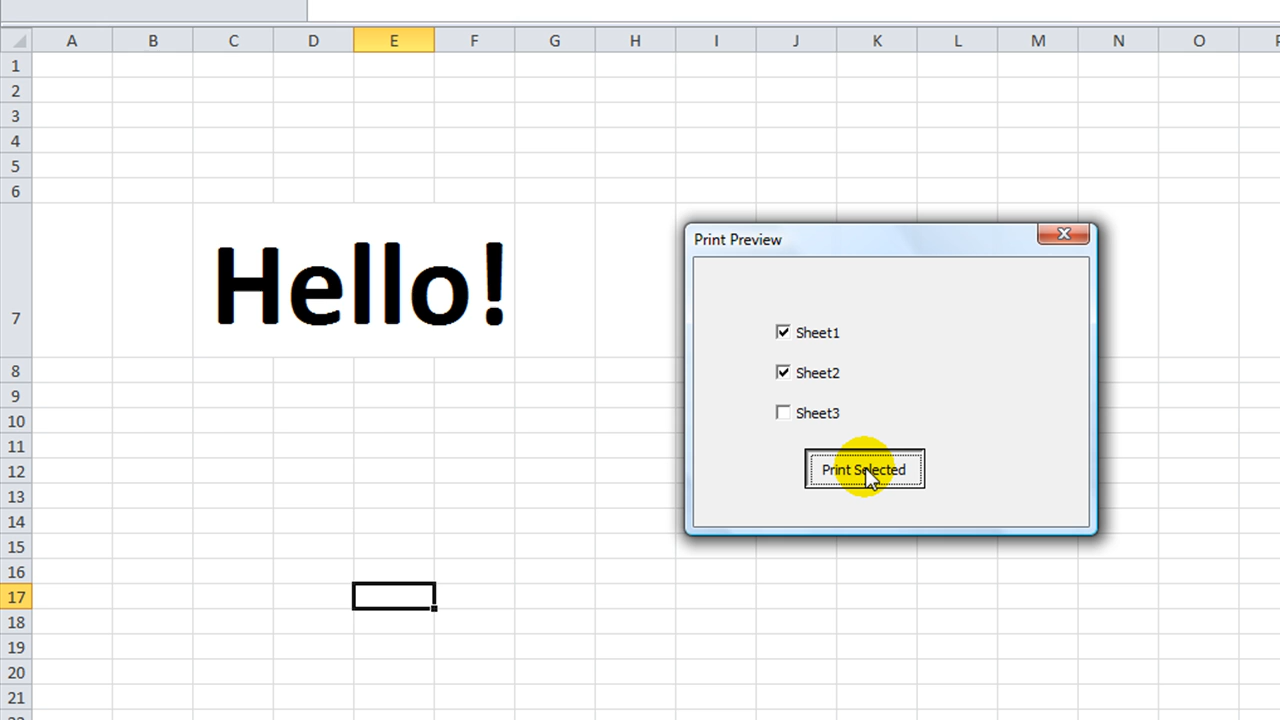 A B C D E F G H I J K L M N O
1
2
3
4
5
6
7 Hello!
8
9
10
11
12
13
14
15
16
17
18
19
20
21
Print Preview
Sheet1
Sheet2
Sheet3
Print Selected